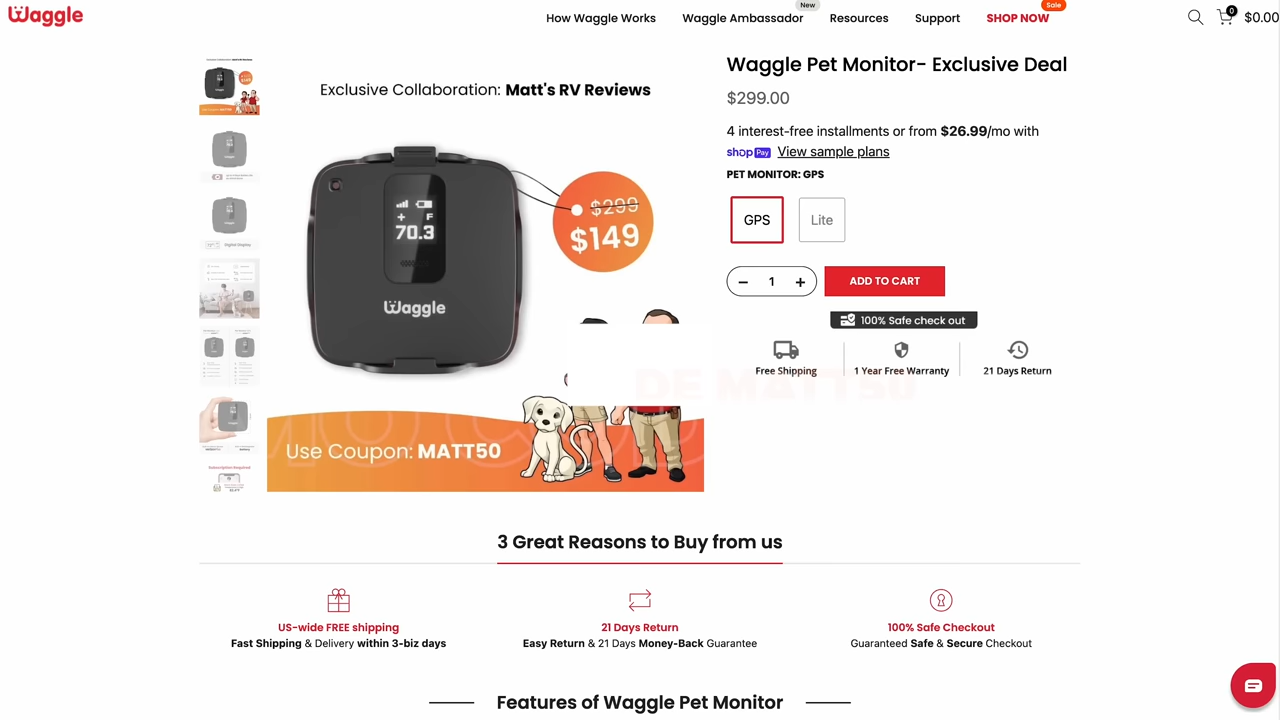 Waggle
How Waggle Works
Waggle Ambassador
New
Resources
Support
SHOP NOW
Sale
0
$0.00
Exclusive Collaboration: Matt's RV Reviews
+ F
70.3
Waggle
$299
$149
Use Coupon: MATT50
Waggle Pet Monitor- Exclusive Deal
$299.00
4 interest-free installments or from $26.99/mo with
shop Pay View sample plans
PET MONITOR: GPS
GPS
Lite
− 1 +
ADD TO CART
100% Safe check out
Free Shipping
1 Year Free Warranty
21 Days Return
DE MATT50
3 Great Reasons to Buy from us
US-wide FREE shipping
Fast Shipping & Delivery within 3-biz days
21 Days Return
Easy Return & 21 Days Money-Back Guarantee
100% Safe Checkout
Guaranteed Safe & Secure Checkout
Features of Waggle Pet Monitor